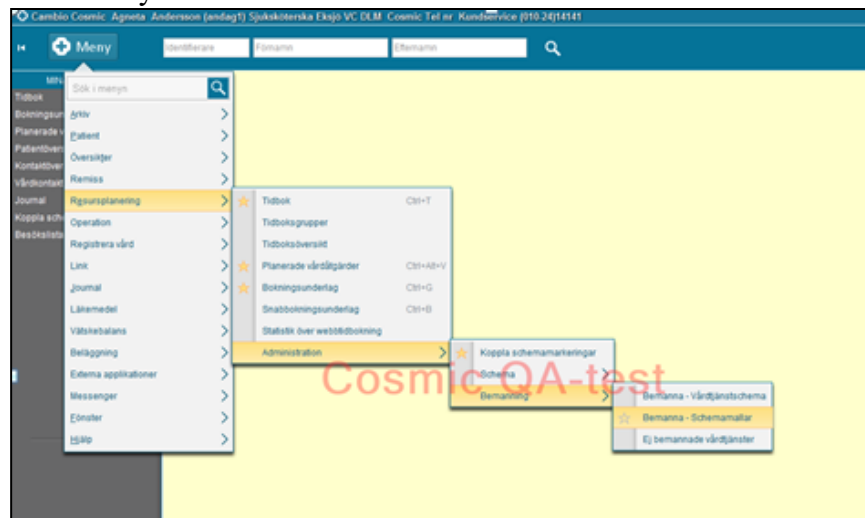 Cambio Cosmic Agneta Andersson (andag1) Sjuksköterska Eksjö VC DLM Cosmic Tel nr Kundservice (010-24)14141
Meny
Identifierare
Förnamn
Efternamn
Sök i menyn
Tidbok
Planerade v
Journal
Arkiv
Patient
Översikter
Remiss
Resursplanering
Operation
Registrera vård
Link
Journal
Läkemedel
Vätskebalans
Beläggning
Externa applikationer
Messenger
Fönster
Hjälp
Tidbok Ctrl+T
Tidboksgrupper
Tidboksöversikt
Planerade vårdåtgärder Ctrl+Alt+V
Bokningsunderlag Ctrl+G
Snabbokningsunderlag Ctrl+B
Statistik över webbtidbokning
Administration
Koppla schemamarkeringar
Schema
Bemanning
Bemanna - Vårdtjänstschema
Bemanna - Schemamallar
Ej bemannade vårdtjänster
Cosmic QA-test